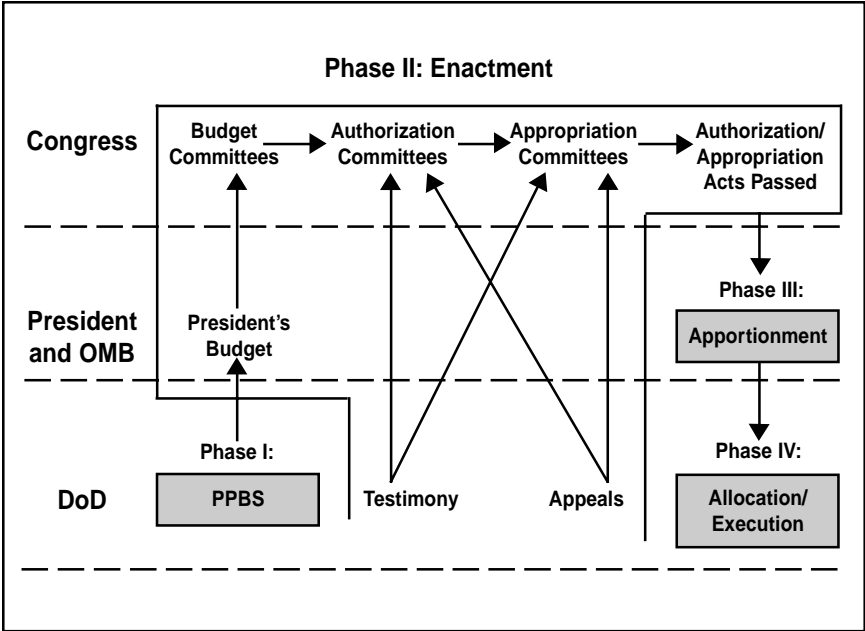 Phase II: Enactment
Congress
Budget
Committees
Authorization
Committees
Appropriation
Committees
Authorization/
Appropriation
Acts Passed
President
and OMB
President’s
Budget
Phase III:
Apportionment
DoD
Phase I:
PPBS
Testimony
Appeals
Phase IV:
Allocation/
Execution